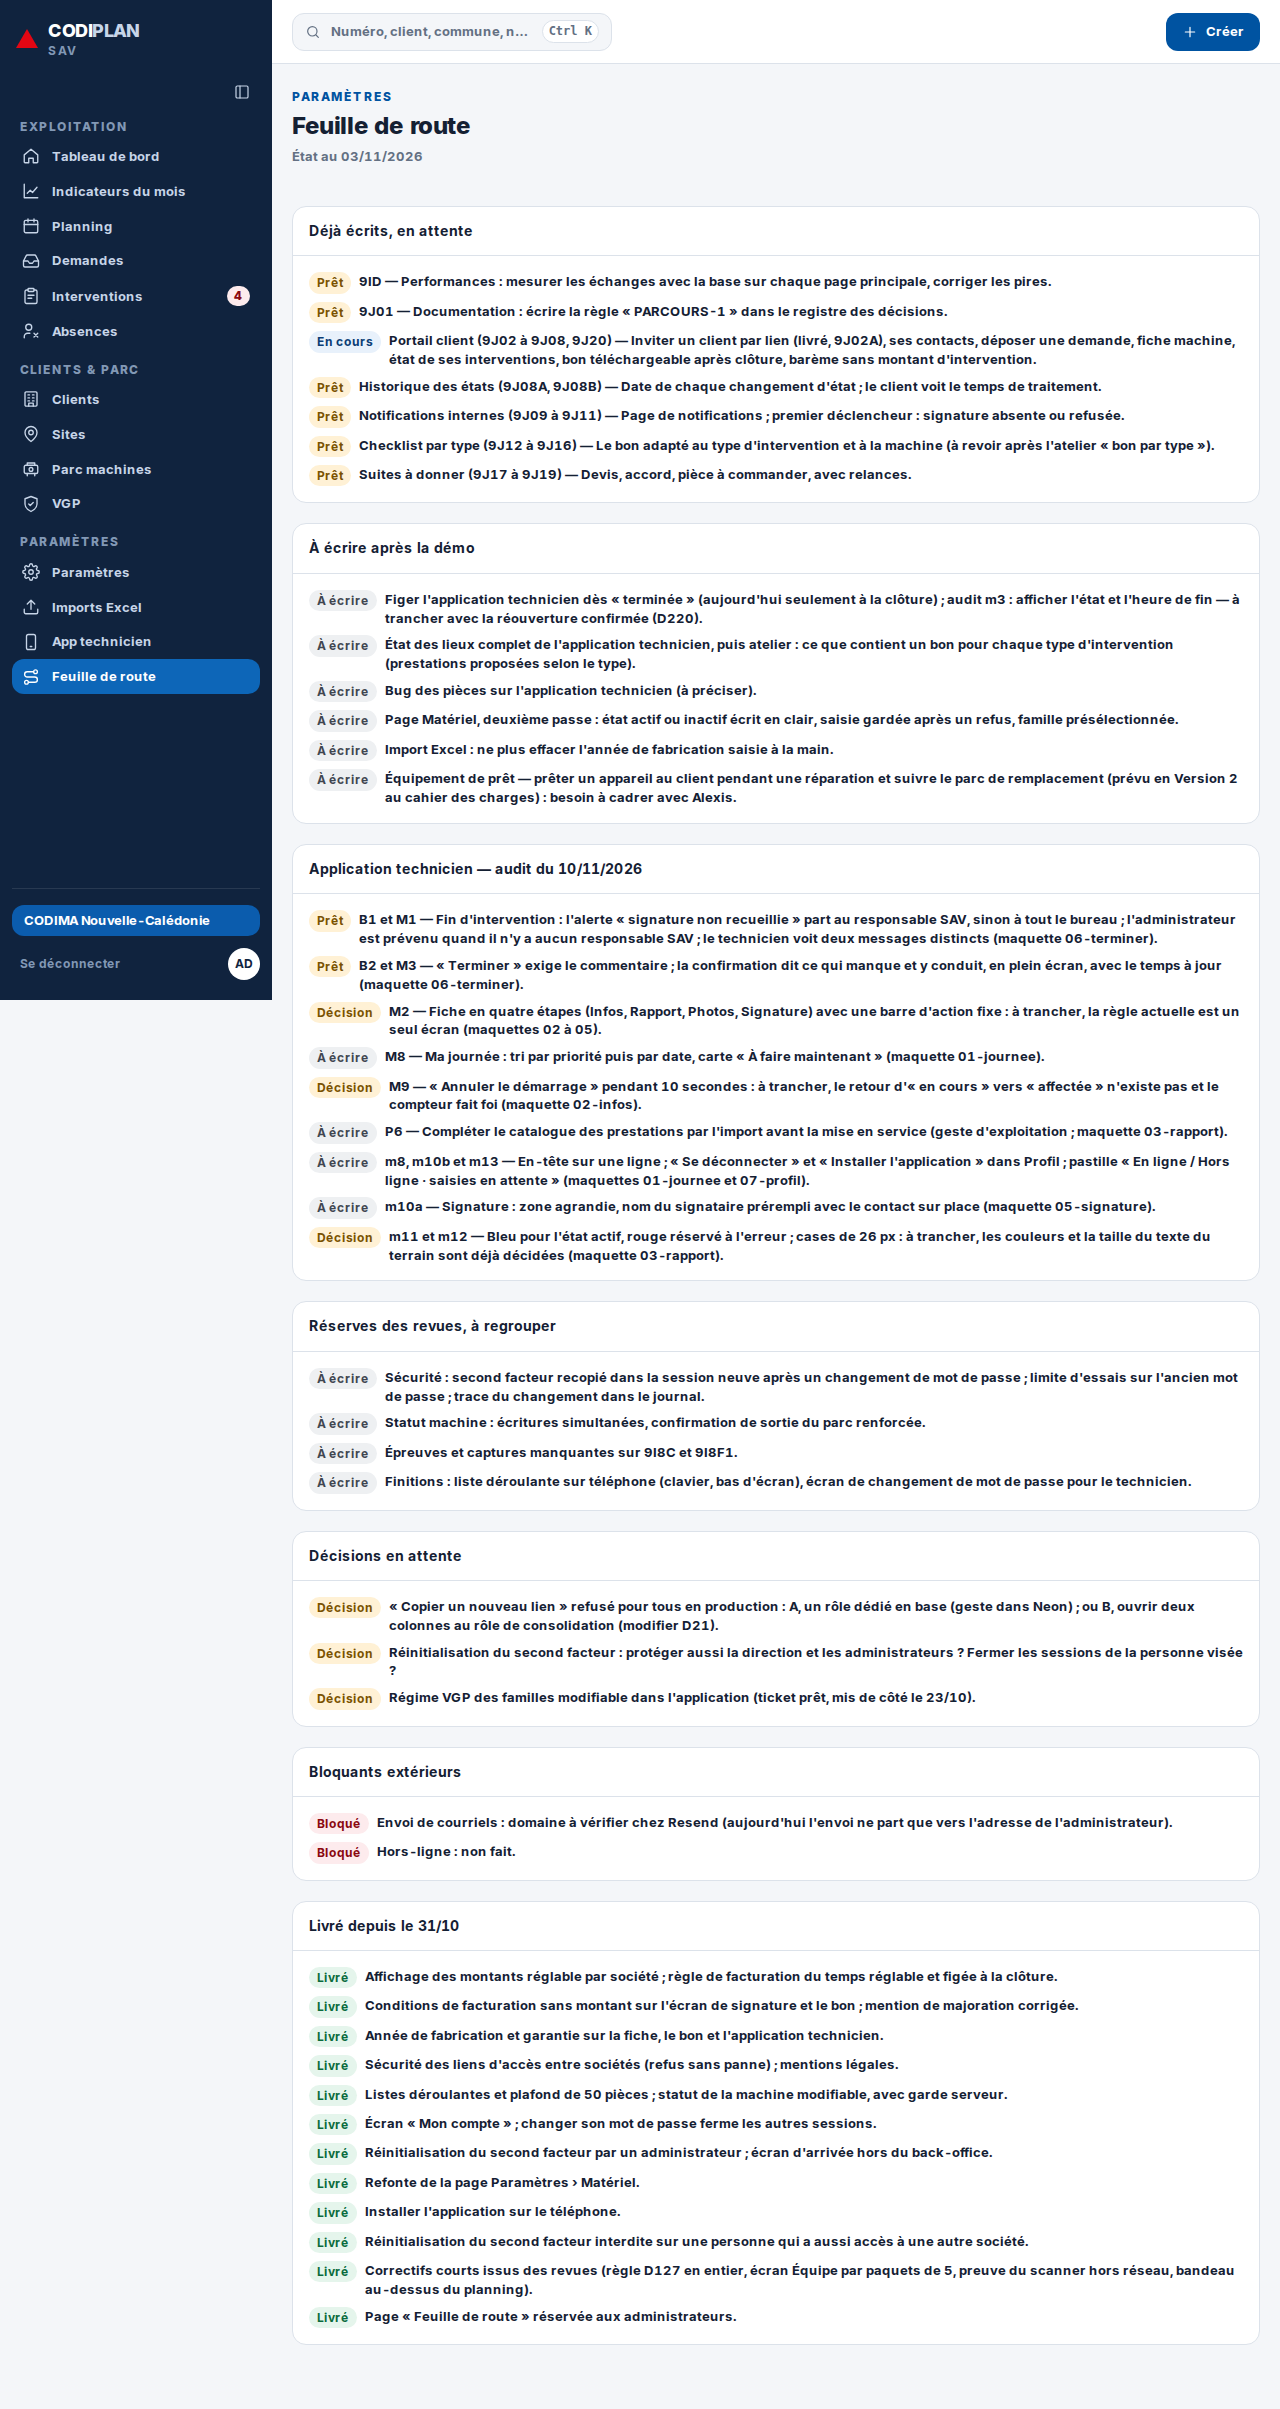 CODIPLAN
SAV
EXPLOITATION
Tableau de bord
Indicateurs du mois
Planning
Demandes
Interventions
4
Absences
CLIENTS & PARC
Clients
Sites
Parc machines
VGP
PARAMÈTRES
Paramètres
Imports Excel
App technicien
Feuille de route
CODIMA Nouvelle-Calédonie
Se déconnecter
AD
Numéro, client, commune, n…
Ctrl K
Créer
PARAMÈTRES
Feuille de route
État au 03/11/2026
Déjà écrits, en attente
Prêt 9ID — Performances : mesurer les échanges avec la base sur chaque page principale, corriger les pires.
Prêt 9J01 — Documentation : écrire la règle « PARCOURS-1 » dans le registre des décisions.
En cours Portail client (9J02 à 9J08, 9J20) — Inviter un client par lien (livré, 9J02A), ses contacts, déposer une demande, fiche machine,
état de ses interventions, bon téléchargeable après clôture, barème sans montant d'intervention.
Prêt Historique des états (9J08A, 9J08B) — Date de chaque changement d'état ; le client voit le temps de traitement.
Prêt Notifications internes (9J09 à 9J11) — Page de notifications ; premier déclencheur : signature absente ou refusée.
Prêt Checklist par type (9J12 à 9J16) — Le bon adapté au type d'intervention et à la machine (à revoir après l'atelier « bon par type »).
Prêt Suites à donner (9J17 à 9J19) — Devis, accord, pièce à commander, avec relances.
À écrire après la démo
À écrire Figer l'application technicien dès « terminée » (aujourd'hui seulement à la clôture) ; audit m3 : afficher l'état et l'heure de fin — à
trancher avec la réouverture confirmée (D220).
À écrire État des lieux complet de l'application technicien, puis atelier : ce que contient un bon pour chaque type d'intervention
(prestations proposées selon le type).
À écrire Bug des pièces sur l'application technicien (à préciser).
À écrire Page Matériel, deuxième passe : état actif ou inactif écrit en clair, saisie gardée après un refus, famille présélectionnée.
À écrire Import Excel : ne plus effacer l'année de fabrication saisie à la main.
À écrire Équipement de prêt — prêter un appareil au client pendant une réparation et suivre le parc de remplacement (prévu en Version 2
au cahier des charges) : besoin à cadrer avec Alexis.
Application technicien — audit du 10/11/2026
Prêt B1 et M1 — Fin d'intervention : l'alerte « signature non recueillie » part au responsable SAV, sinon à tout le bureau ; l'administrateur
est prévenu quand il n'y a aucun responsable SAV ; le technicien voit deux messages distincts (maquette 06-terminer).
Prêt B2 et M3 — « Terminer » exige le commentaire ; la confirmation dit ce qui manque et y conduit, en plein écran, avec le temps à jour
(maquette 06-terminer).
Décision M2 — Fiche en quatre étapes (Infos, Rapport, Photos, Signature) avec une barre d'action fixe : à trancher, la règle actuelle est un
seul écran (maquettes 02 à 05).
À écrire M8 — Ma journée : tri par priorité puis par date, carte « À faire maintenant » (maquette 01-journee).
Décision M9 — « Annuler le démarrage » pendant 10 secondes : à trancher, le retour d'« en cours » vers « affectée » n'existe pas et le
compteur fait foi (maquette 02-infos).
À écrire P6 — Compléter le catalogue des prestations par l'import avant la mise en service (geste d'exploitation ; maquette 03-rapport).
À écrire m8, m10b et m13 — En-tête sur une ligne ; « Se déconnecter » et « Installer l'application » dans Profil ; pastille « En ligne / Hors
ligne · saisies en attente » (maquettes 01-journee et 07-profil).
À écrire m10a — Signature : zone agrandie, nom du signataire prérempli avec le contact sur place (maquette 05-signature).
Décision m11 et m12 — Bleu pour l'état actif, rouge réservé à l'erreur ; cases de 26 px : à trancher, les couleurs et la taille du texte du
terrain sont déjà décidées (maquette 03-rapport).
Réserves des revues, à regrouper
À écrire Sécurité : second facteur recopié dans la session neuve après un changement de mot de passe ; limite d'essais sur l'ancien mot
de passe ; trace du changement dans le journal.
À écrire Statut machine : écritures simultanées, confirmation de sortie du parc renforcée.
À écrire Épreuves et captures manquantes sur 9I8C et 9I8F1.
À écrire Finitions : liste déroulante sur téléphone (clavier, bas d'écran), écran de changement de mot de passe pour le technicien.
Décisions en attente
Décision « Copier un nouveau lien » refusé pour tous en production : A, un rôle dédié en base (geste dans Neon) ; ou B, ouvrir deux
colonnes au rôle de consolidation (modifier D21).
Décision Réinitialisation du second facteur : protéger aussi la direction et les administrateurs ? Fermer les sessions de la personne visée
?
Décision Régime VGP des familles modifiable dans l'application (ticket prêt, mis de côté le 23/10).
Bloquants extérieurs
Bloqué Envoi de courriels : domaine à vérifier chez Resend (aujourd'hui l'envoi ne part que vers l'adresse de l'administrateur).
Bloqué Hors-ligne : non fait.
Livré depuis le 31/10
Livré Affichage des montants réglable par société ; règle de facturation du temps réglable et figée à la clôture.
Livré Conditions de facturation sans montant sur l'écran de signature et le bon ; mention de majoration corrigée.
Livré Année de fabrication et garantie sur la fiche, le bon et l'application technicien.
Livré Sécurité des liens d'accès entre sociétés (refus sans panne) ; mentions légales.
Livré Listes déroulantes et plafond de 50 pièces ; statut de la machine modifiable, avec garde serveur.
Livré Écran « Mon compte » ; changer son mot de passe ferme les autres sessions.
Livré Réinitialisation du second facteur par un administrateur ; écran d'arrivée hors du back-office.
Livré Refonte de la page Paramètres › Matériel.
Livré Installer l'application sur le téléphone.
Livré Réinitialisation du second facteur interdite sur une personne qui a aussi accès à une autre société.
Livré Correctifs courts issus des revues (règle D127 en entier, écran Équipe par paquets de 5, preuve du scanner hors réseau, bandeau
au-dessus du planning).
Livré Page « Feuille de route » réservée aux administrateurs.